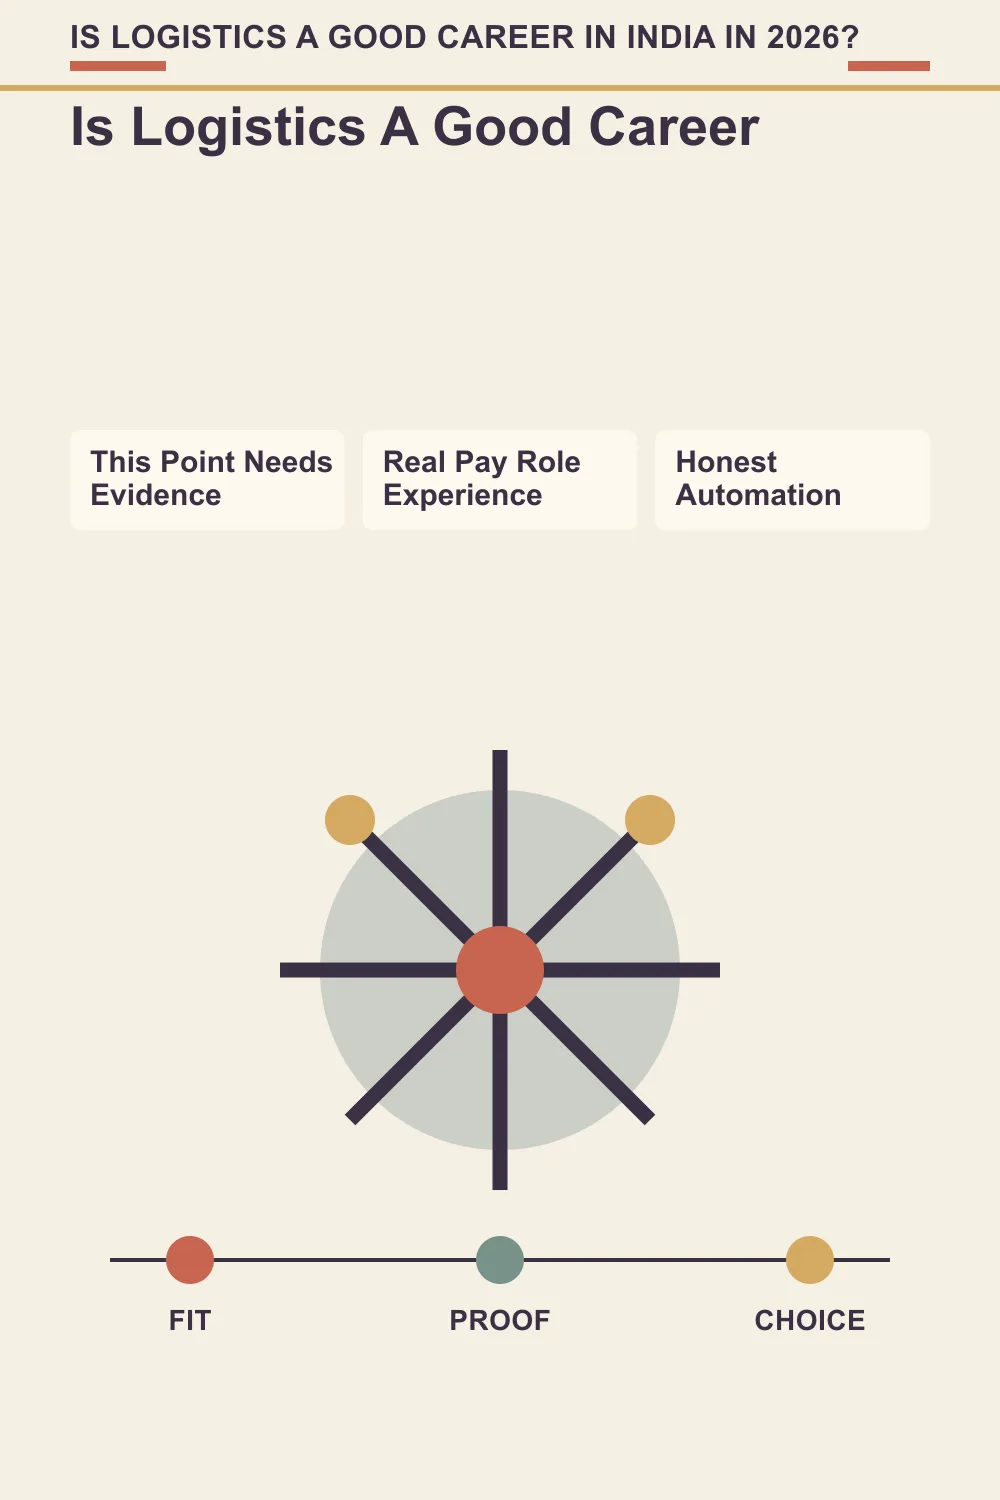 IS LOGISTICS A GOOD CAREER IN INDIA IN 2026?
Is Logistics A Good Career
This Point Needs
Evidence
Real Pay Role
Experience
Honest
Automation
FIT
PROOF
CHOICE